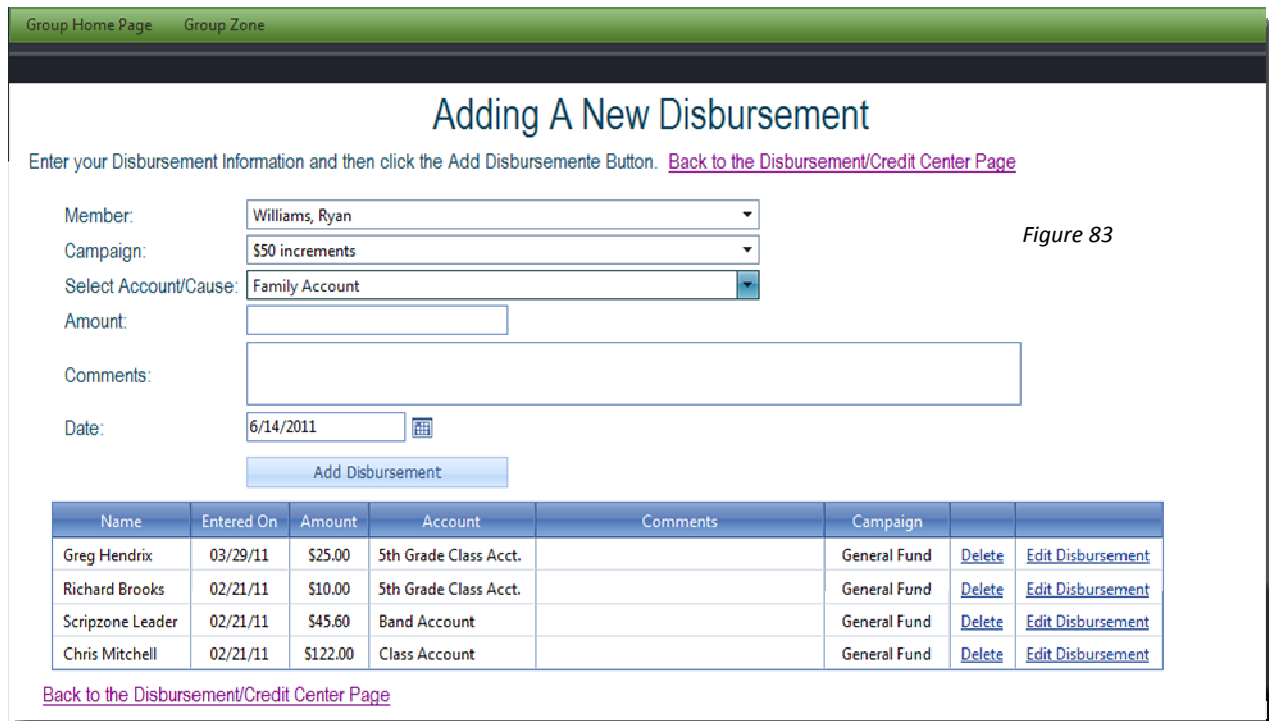 Group Home Page Group Zone
Adding A New Disbursement
Enter your Disbursement Information and then click the Add Disbursemente Button. Back to the Disbursement/Credit Center Page
Member: Williams, Ryan
Figure 83
Campaign: $50 increments
Select Account/Cause: Family Account
Amount:
Comments:
Date: 6/14/2011
Add Disbursement
Name Entered On Amount Account Comments Campaign
Greg Hendrix 03/29/11 $25.00 5th Grade Class Acct. General Fund Delete Edit Disbursement
Richard Brooks 02/21/11 $10.00 5th Grade Class Acct. General Fund Delete Edit Disbursement
Scripzone Leader 02/21/11 $45.60 Band Account General Fund Delete Edit Disbursement
Chris Mitchell 02/21/11 $122.00 Class Account General Fund Delete Edit Disbursement
Back to the Disbursement/Credit Center Page